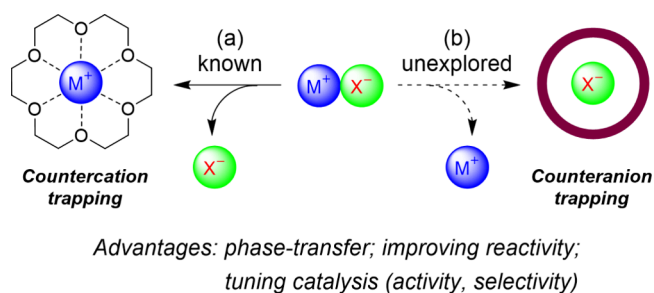 (a)
known
(b)
unexplored
O
O
O
O
O
O
M⁺
M⁺ X⁻
X⁻
X⁻
M⁺
Countercation
trapping
Counteranion
trapping
Advantages: phase-transfer; improving reactivity;
tuning catalysis (activity, selectivity)